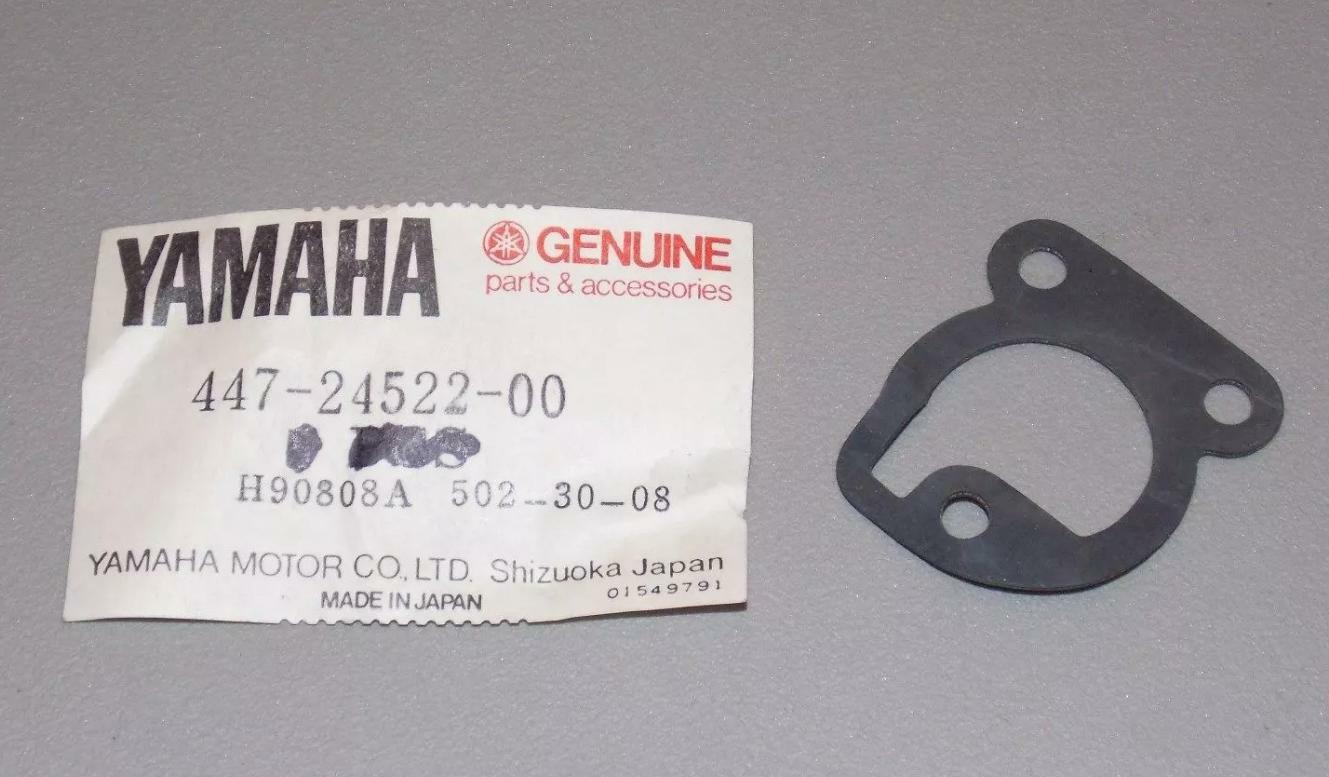 YAMAHA
GENUINE
parts & accessories
447-24522-00
H90808A 502-30-08
YAMAHA MOTOR CO., LTD. Shizuoka Japan
01549791
MADE IN JAPAN